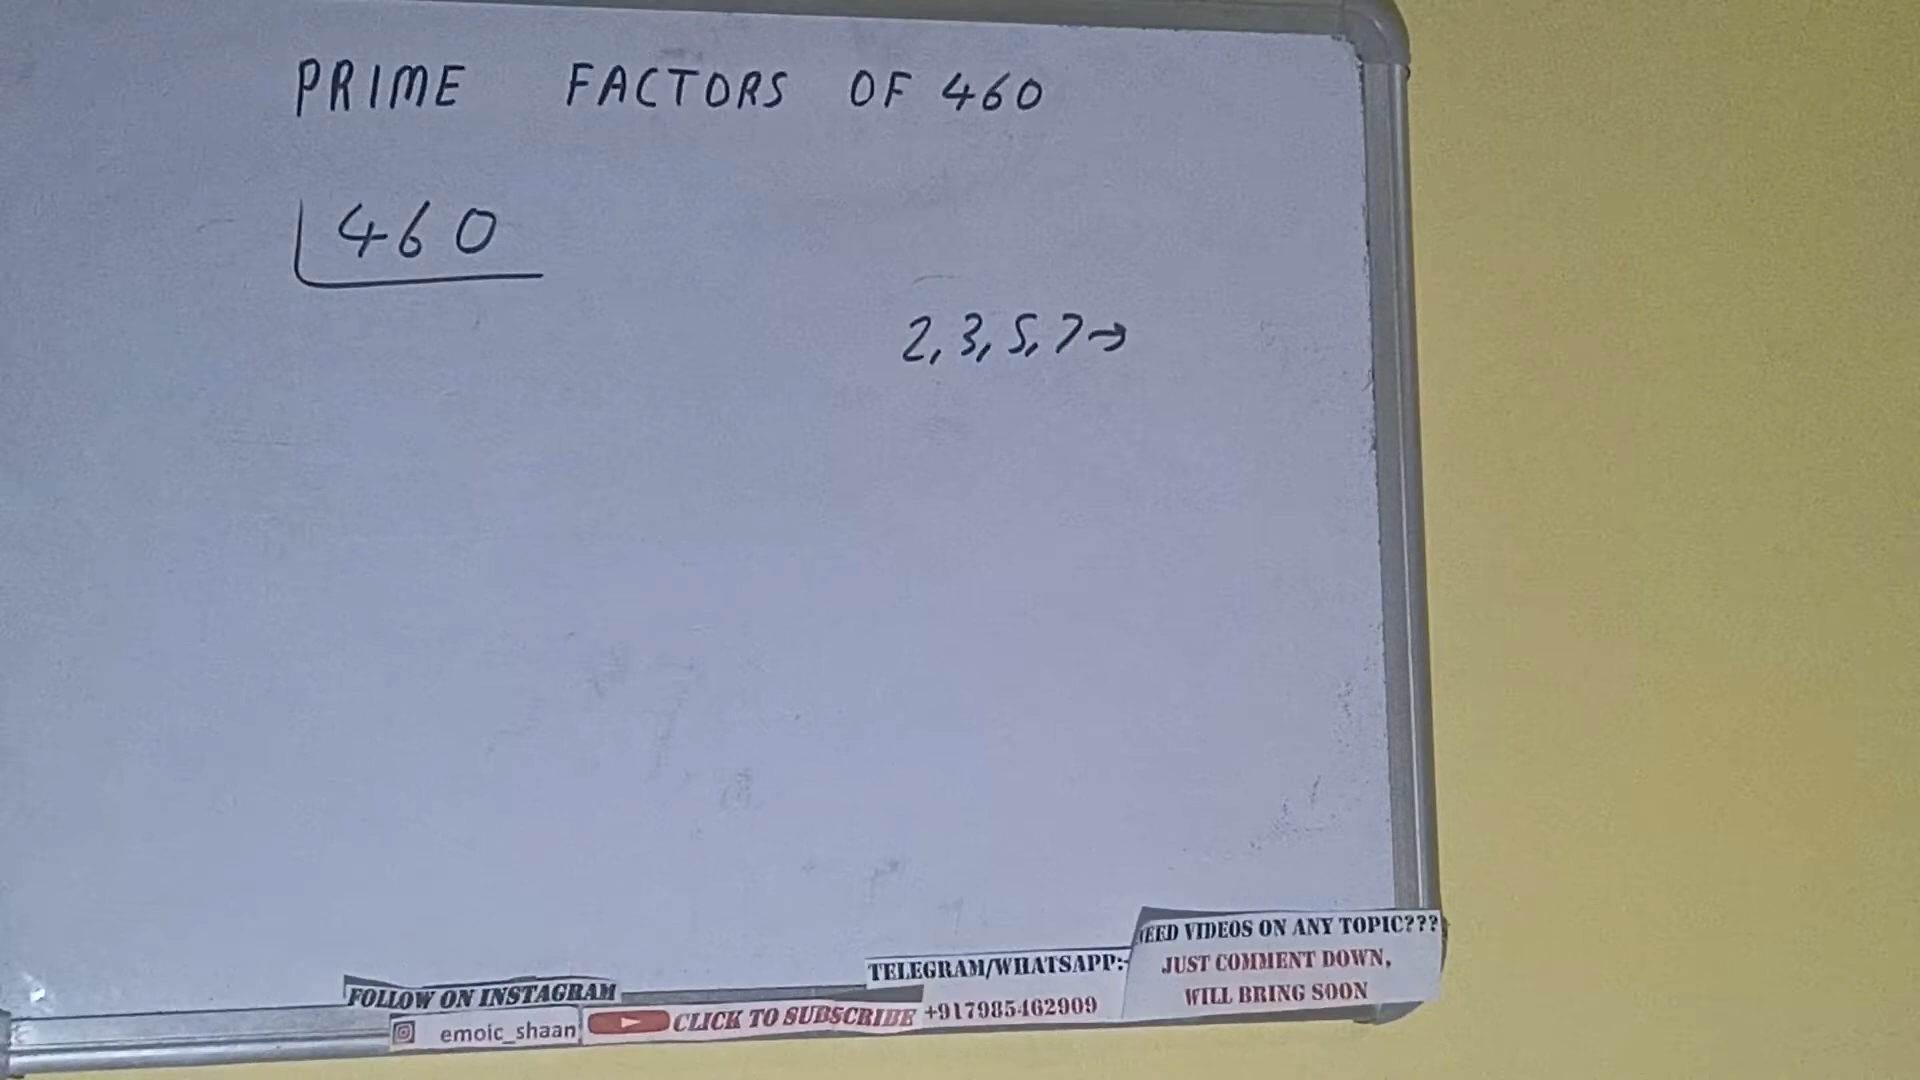 PRIME FACTORS OF 460
460
2, 3, 5, 7→
EED VIDEOS ON ANY TOPIC???
JUST COMMENT DOWN,
WILL BRING SOON
TELEGRAM/WHATSAPP:-
+917985462909
FOLLOW ON INSTAGRAM
emoic_shaan
CLICK TO SUBSCRIBE